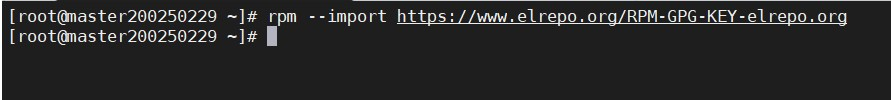 [root@master200250229 ~]# rpm --import https://www.elrepo.org/RPM-GPG-KEY-elrepo.org
[root@master200250229 ~]#